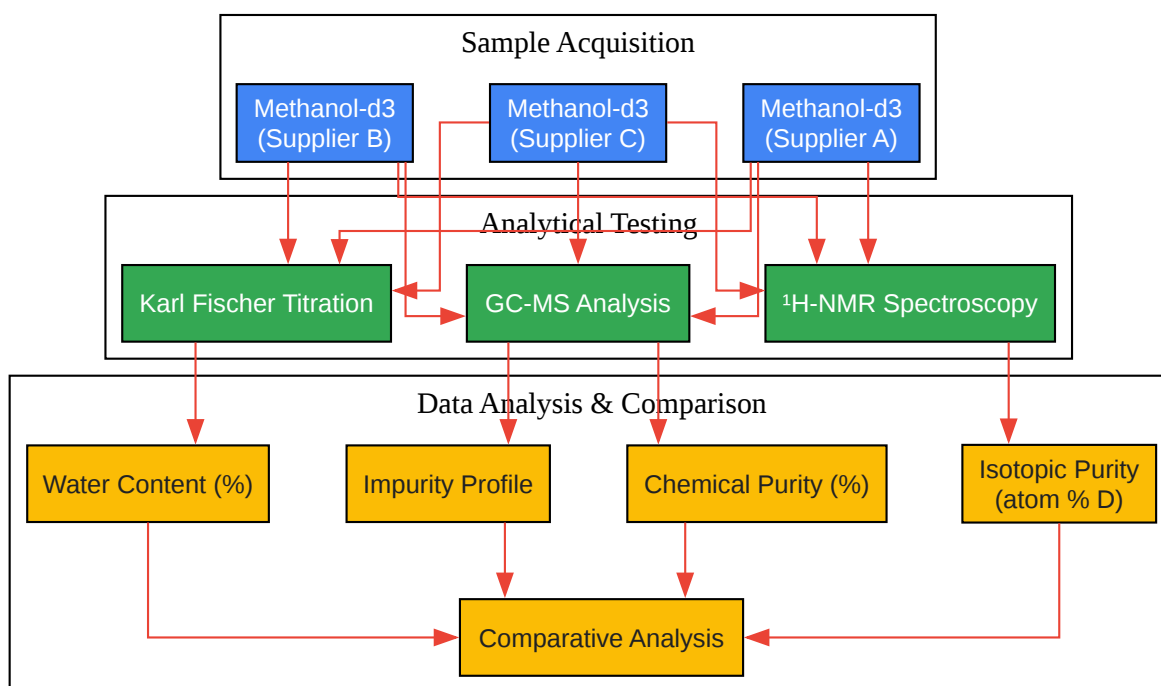 Sample Acquisition
Methanol-d3
(Supplier B)
Methanol-d3
(Supplier C)
Methanol-d3
(Supplier A)
Analytical Testing
Karl Fischer Titration
GC-MS Analysis
¹H-NMR Spectroscopy
Data Analysis & Comparison
Water Content (%)
Impurity Profile
Chemical Purity (%)
Isotopic Purity
(atom % D)
Comparative Analysis